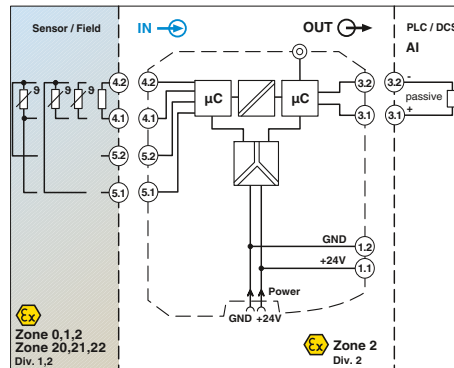 Sensor / Field
IN
OUT
PLC / DCS
AI
4.2
4.2
3.2
3.2
-
ϑ
ϑ
ϑ
µC
µC
passive
4.1
4.1
3.1
3.1
+
5.2
5.2
5.1
5.1
GND
1.2
+24V
1.1
Power
GND +24V
Ex
Zone 0,1,2
Zone 20,21,22
Div. 1,2
Ex
Zone 2
Div. 2